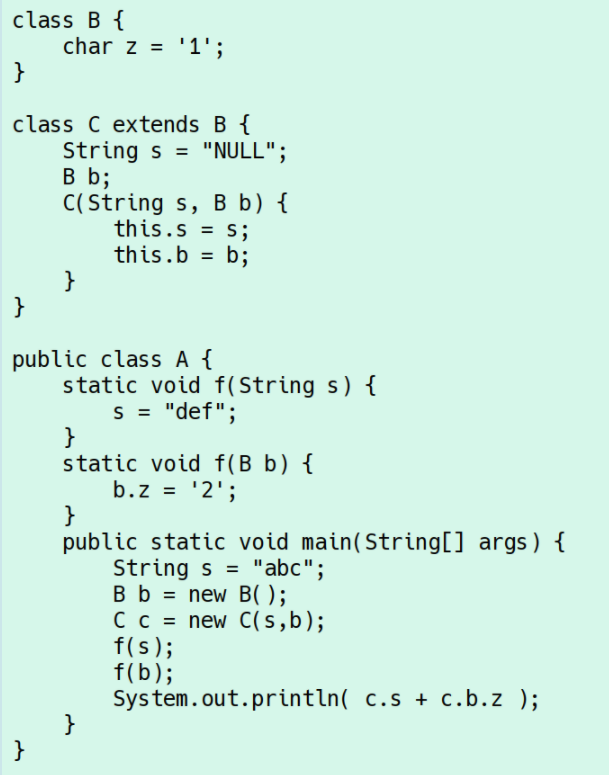 class B {
    char z = '1';
}

class C extends B {
    String s = "NULL";
    B b;
    C(String s, B b) {
        this.s = s;
        this.b = b;
    }
}

public class A {
    static void f(String s) {
        s = "def";
    }
    static void f(B b) {
        b.z = '2';
    }
    public static void main(String[] args) {
        String s = "abc";
        B b = new B();
        C c = new C(s,b);
        f(s);
        f(b);
        System.out.println( c.s + c.b.z );
    }
}